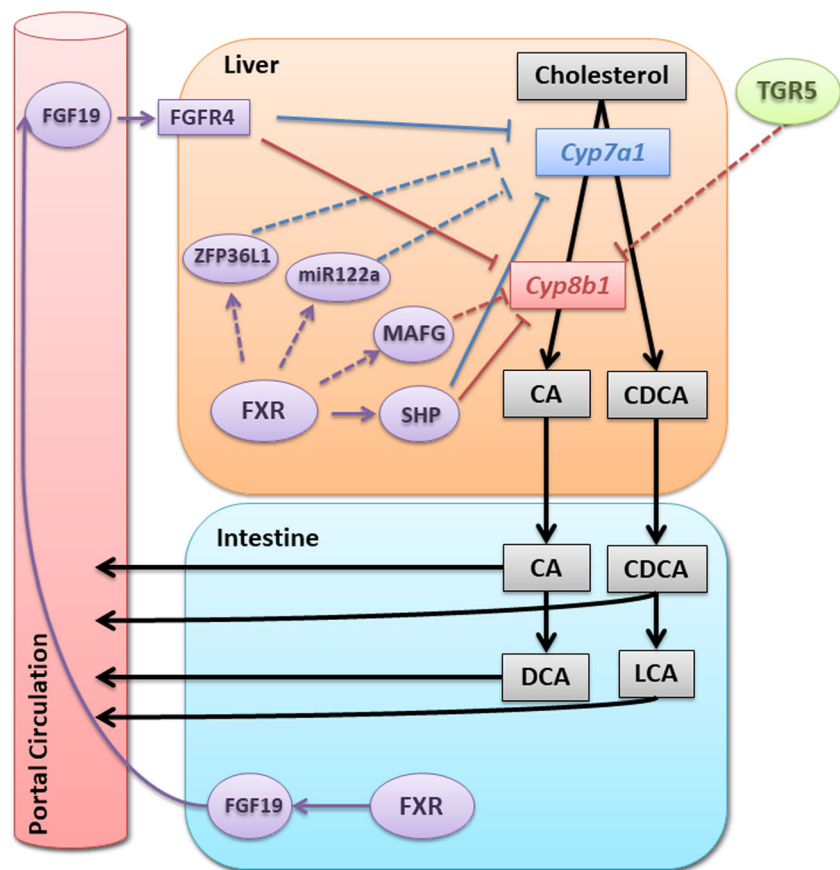 Liver
Cholesterol
TGR5
FGF19
FGFR4
Cyp7a1
ZFP36L1
miR122a
Cyp8b1
MAFG
FXR
SHP
CA
CDCA
Intestine
CA
CDCA
DCA
LCA
Portal Circulation
FGF19
FXR